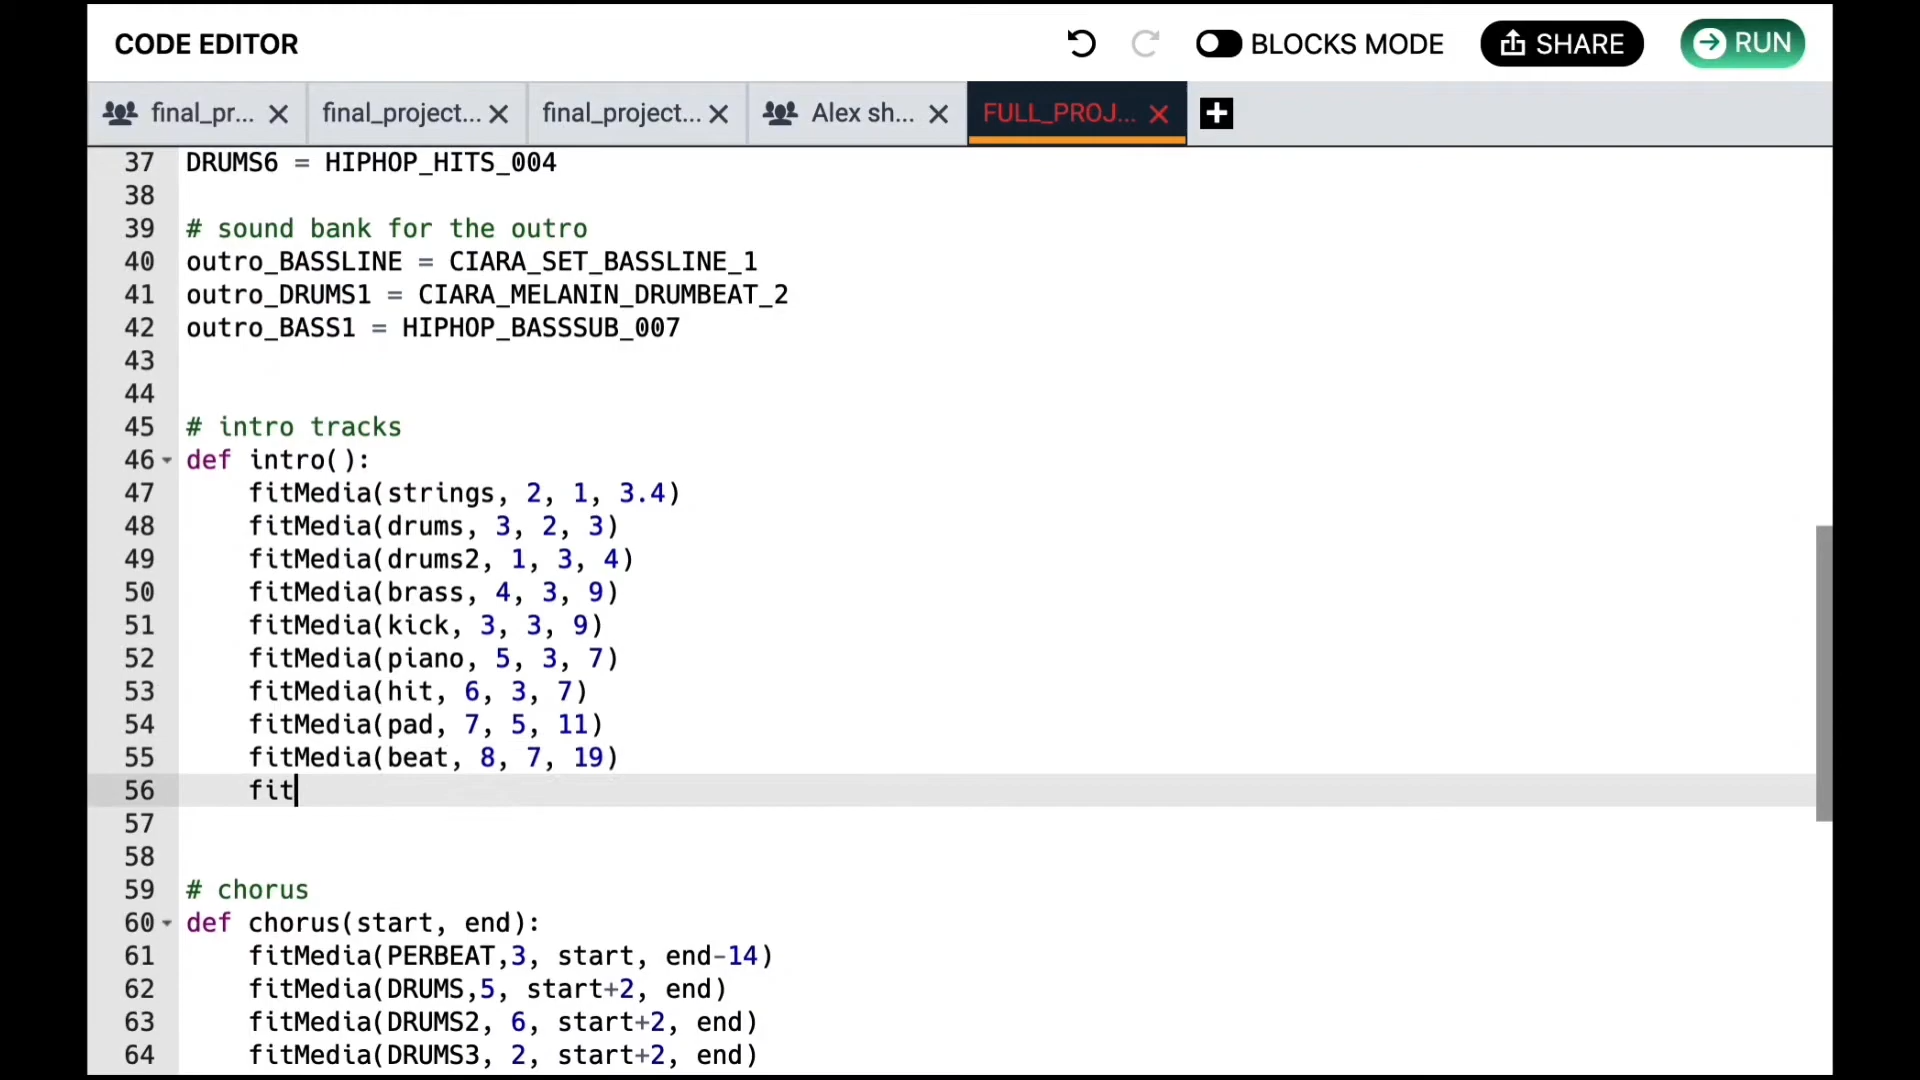 CODE EDITOR
BLOCKS MODE
SHARE
RUN
final_pr...
final_project...
final_project...
Alex sh...
FULL_PROJ...
37 DRUMS6 = HIPHOP_HITS_004
38
39 # sound bank for the outro
40 outro_BASSLINE = CIARA_SET_BASSLINE_1
41 outro_DRUMS1 = CIARA_MELANIN_DRUMBEAT_2
42 outro_BASS1 = HIPHOP_BASSSUB_007
43
44
45 # intro tracks
46 def intro():
47     fitMedia(strings, 2, 1, 3.4)
48     fitMedia(drums, 3, 2, 3)
49     fitMedia(drums2, 1, 3, 4)
50     fitMedia(brass, 4, 3, 9)
51     fitMedia(kick, 3, 3, 9)
52     fitMedia(piano, 5, 3, 7)
53     fitMedia(hit, 6, 3, 7)
54     fitMedia(pad, 7, 5, 11)
55     fitMedia(beat, 8, 7, 19)
56     fit
57
58
59 # chorus
60 def chorus(start, end):
61     fitMedia(PERBEAT,3, start, end-14)
62     fitMedia(DRUMS,5, start+2, end)
63     fitMedia(DRUMS2, 6, start+2, end)
64     fitMedia(DRUMS3, 2, start+2, end)